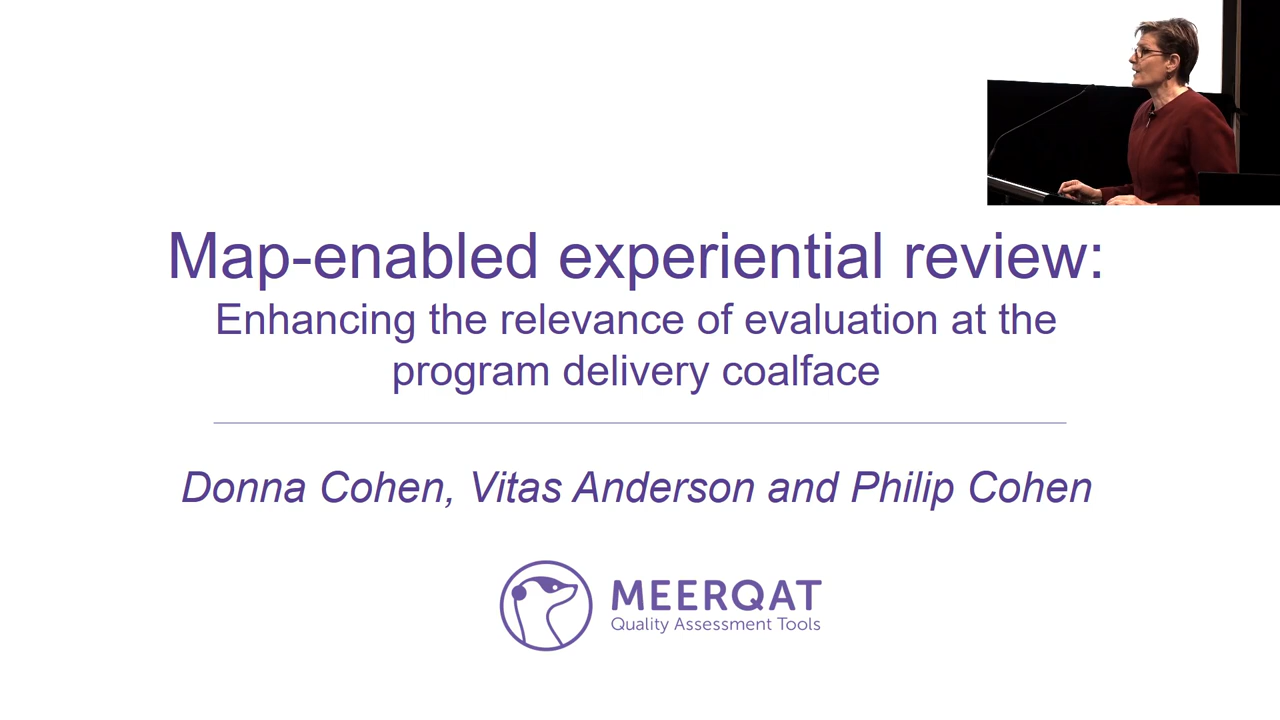 Map-enabled experiential review:
Enhancing the relevance of evaluation at the
program delivery coalface
Donna Cohen, Vitas Anderson and Philip Cohen
MEERQAT
Quality Assessment Tools